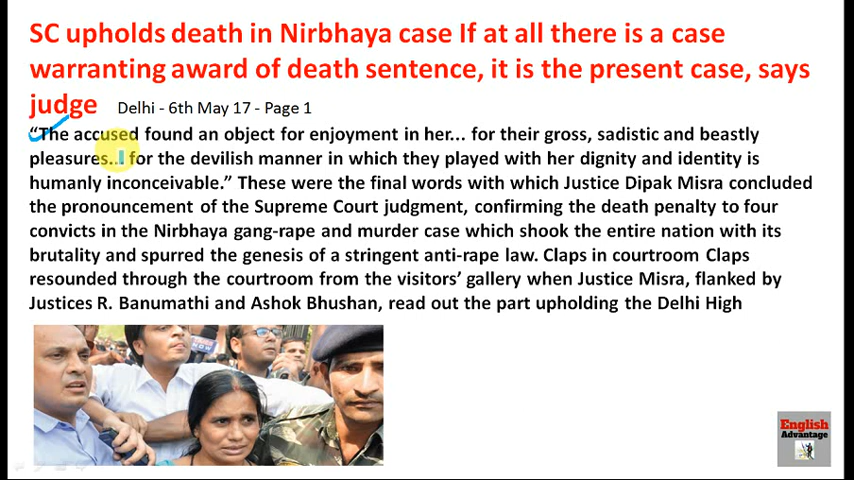 SC upholds death in Nirbhaya case If at all there is a case
warranting award of death sentence, it is the present case, says
judge Delhi - 6th May 17 - Page 1
“The accused found an object for enjoyment in her... for their gross, sadistic and beastly
pleasures... for the devilish manner in which they played with her dignity and identity is
humanly inconceivable.” These were the final words with which Justice Dipak Misra concluded
the pronouncement of the Supreme Court judgment, confirming the death penalty to four
convicts in the Nirbhaya gang-rape and murder case which shook the entire nation with its
brutality and spurred the genesis of a stringent anti-rape law. Claps in courtroom Claps
resounded through the courtroom from the visitors’ gallery when Justice Misra, flanked by
Justices R. Banumathi and Ashok Bhushan, read out the part upholding the Delhi High
English
Advantage